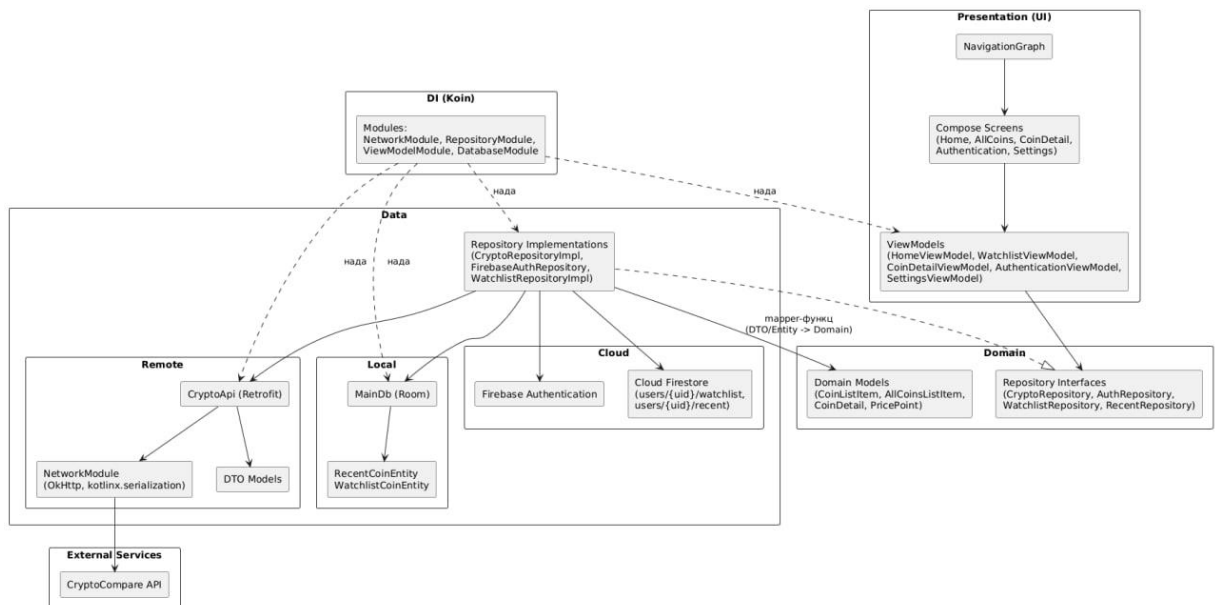 Presentation (UI)
NavigationGraph
DI (Koin)
Modules:
NetworkModule, RepositoryModule,
ViewModelModule, DatabaseModule
Compose Screens
(Home, AllCoins, CoinDetail,
Authentication, Settings)
нада
нада
Data
Repository Implementations
(CryptoRepositoryImpl,
FirebaseAuthRepository,
WatchlistRepositoryImpl)
ViewModels
(HomeViewModel, WatchlistViewModel,
CoinDetailViewModel, AuthenticationViewModel,
SettingsViewModel)
нада
нада
mapper-функц
(DTO/Entity -> Domain)
Remote
CryptoApi (Retrofit)
Local
MainDb (Room)
Cloud
Firebase Authentication
Cloud Firestore
(users/{uid}/watchlist,
users/{uid}/recent)
Domain
Domain Models
(CoinListItem, AllCoinsListItem,
CoinDetail, PricePoint)
Repository Interfaces
(CryptoRepository, AuthRepository,
WatchlistRepository, RecentRepository)
NetworkModule
(OkHttp, kotlinx.serialization)
DTO Models
RecentCoinEntity
WatchlistCoinEntity
External Services
CryptoCompare API